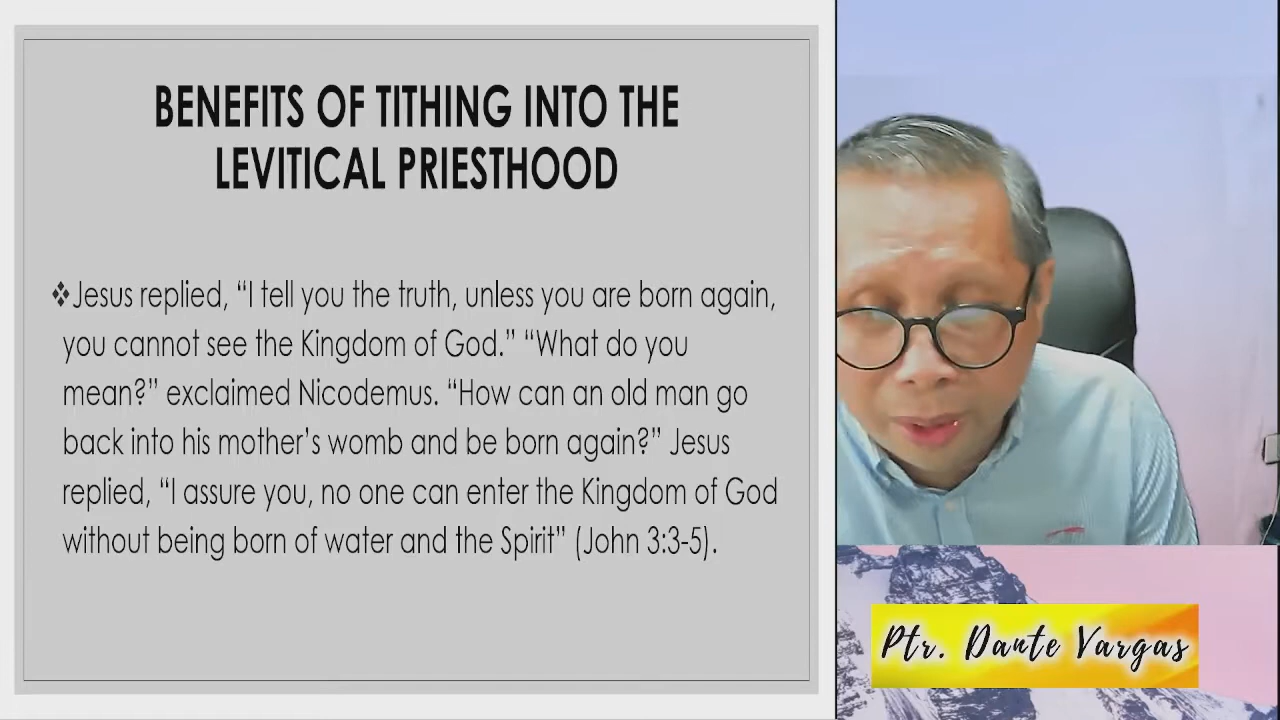 BENEFITS OF TITHING INTO THE
LEVITICAL PRIESTHOOD
❖Jesus replied, “I tell you the truth, unless you are born again,
you cannot see the Kingdom of God.” “What do you
mean?” exclaimed Nicodemus. “How can an old man go
back into his mother’s womb and be born again?” Jesus
replied, “I assure you, no one can enter the Kingdom of God
without being born of water and the Spirit” (John 3:3-5).
Ptr. Dante Vargas